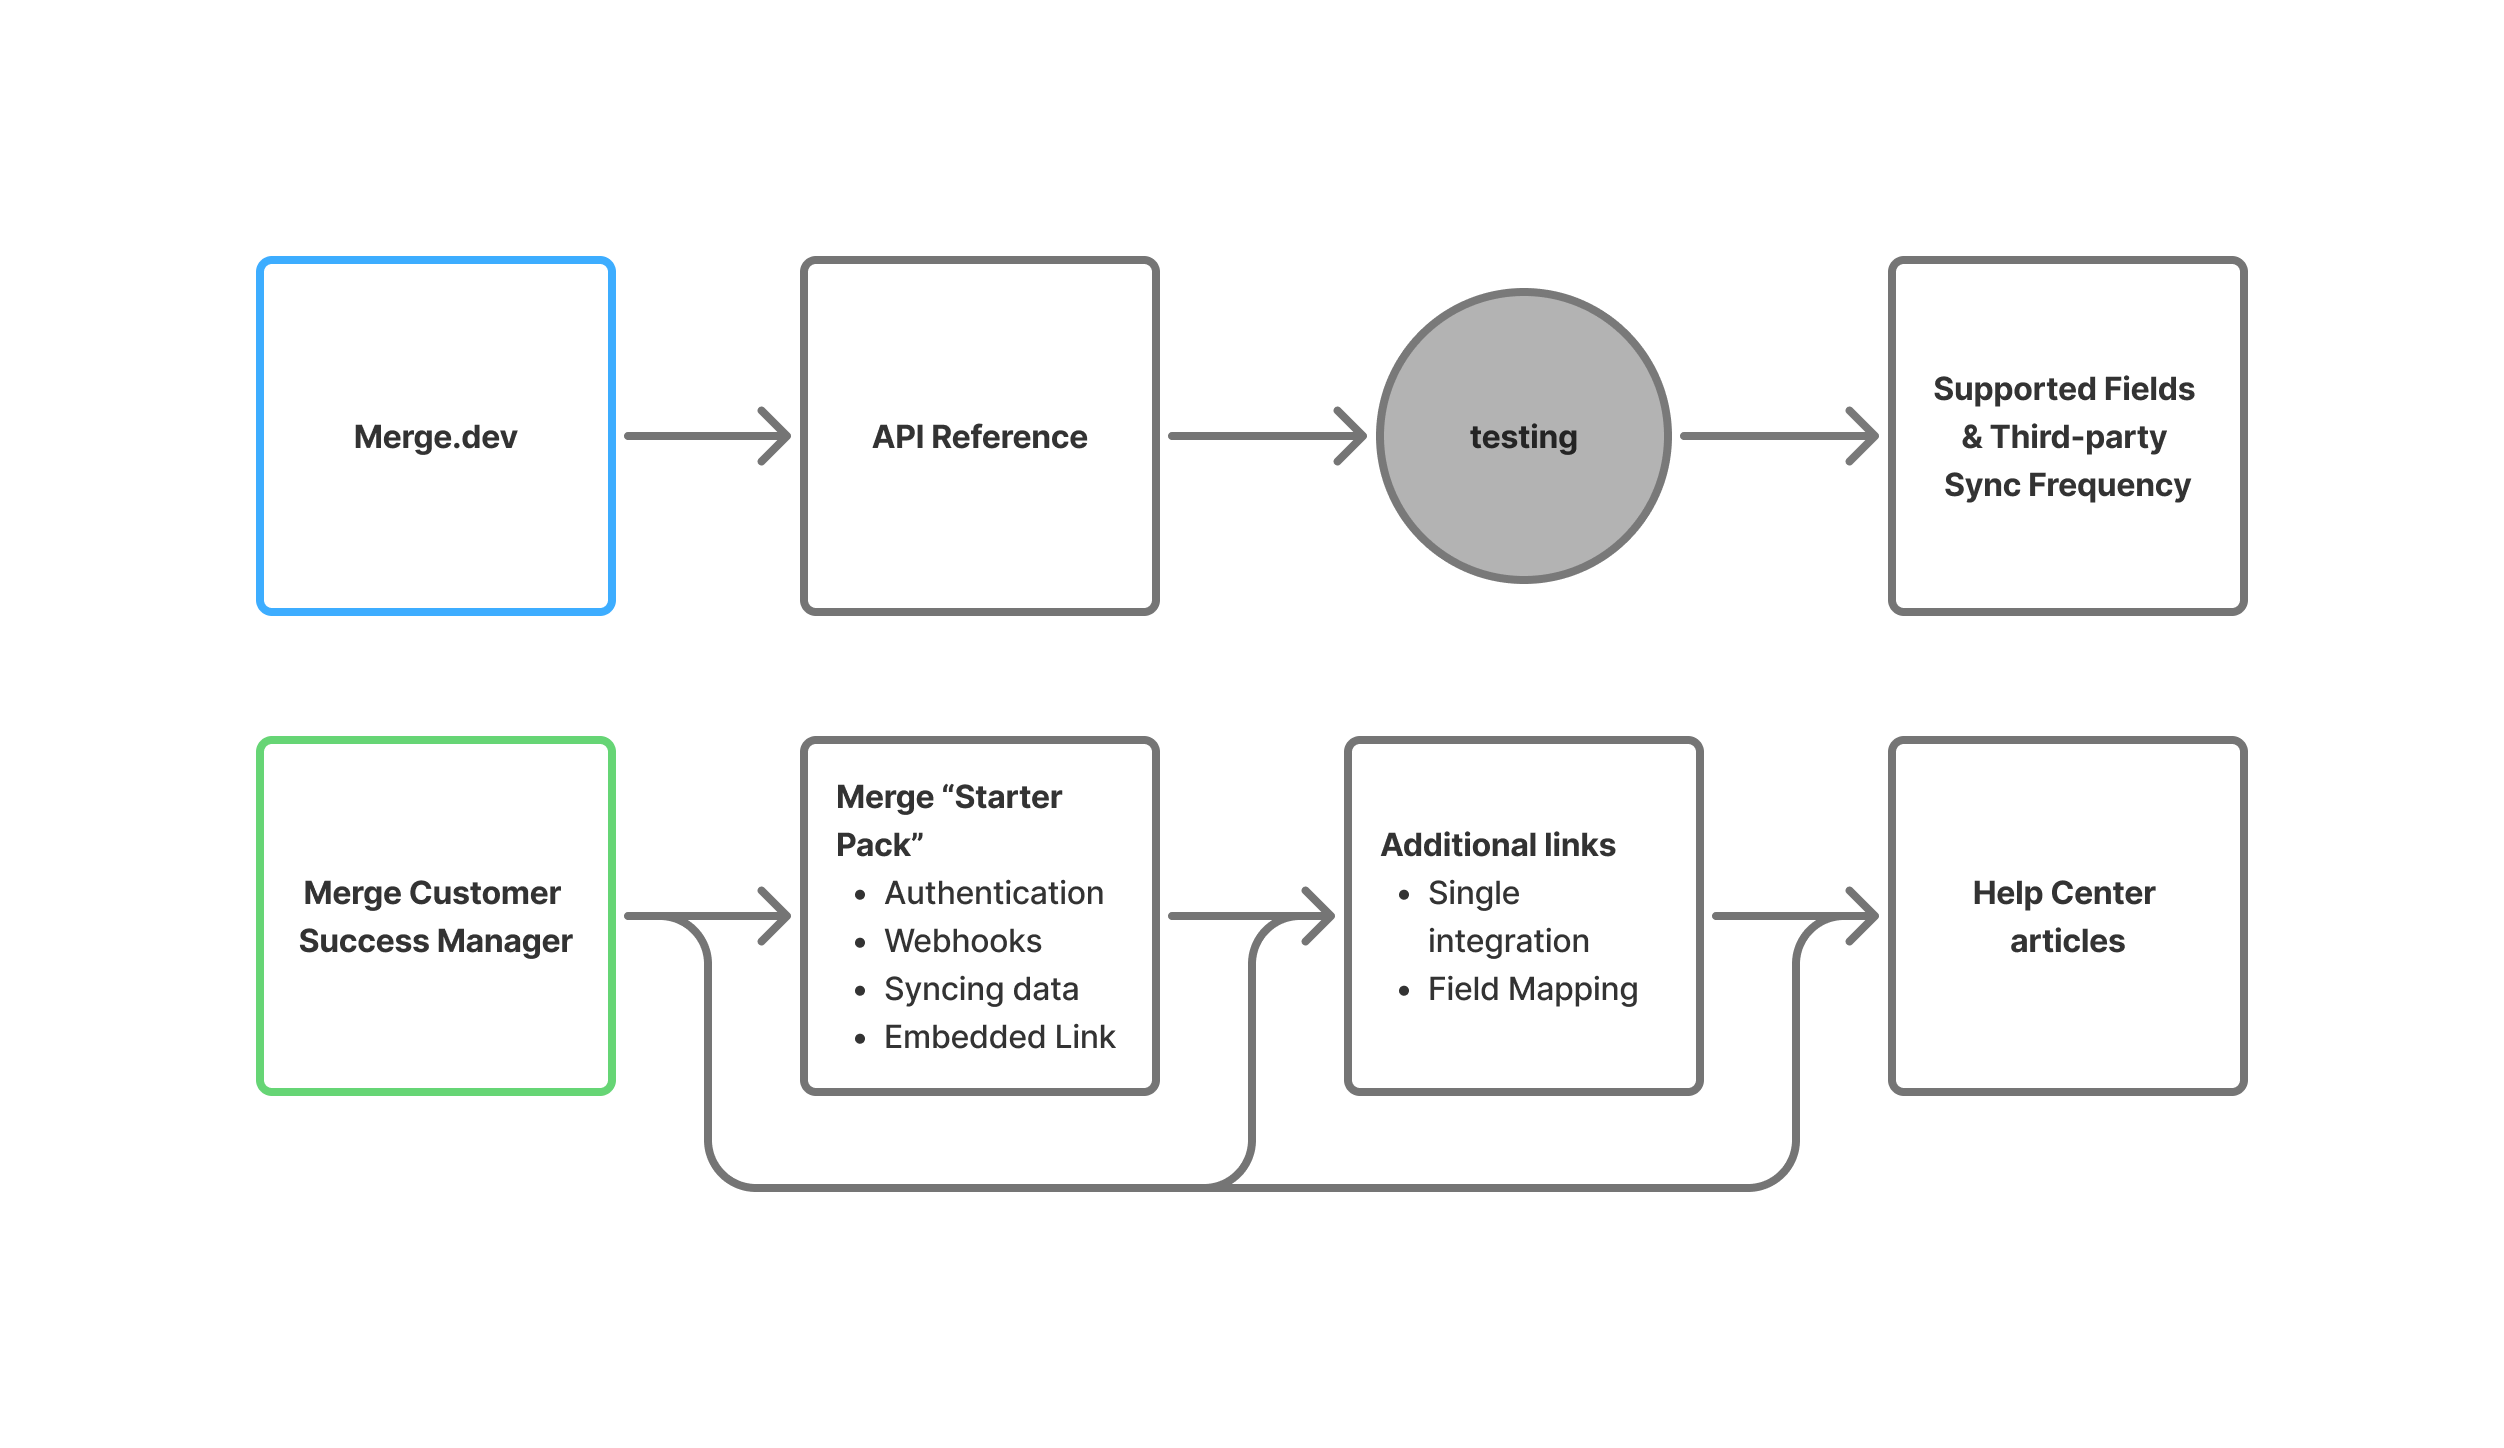 Merge.dev
API Reference
testing
Supported Fields
& Third-party
Sync Frequency
Merge Customer
Success Manager
Merge “Starter
Pack”
• Authentication
• Webhooks
• Syncing data
• Embedded Link
Additional links
• Single
integration
• Field Mapping
Help Center
articles